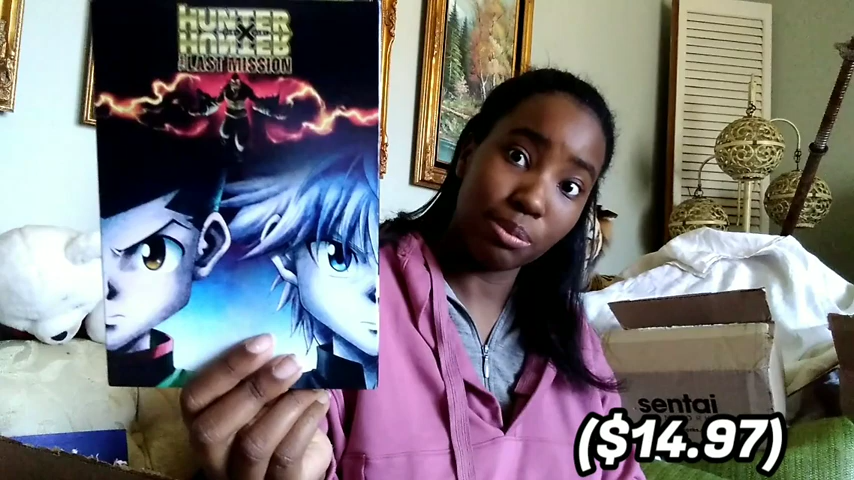 HUNTER
X
HUNTER
THE LAST MISSION
sentai
($14.97)